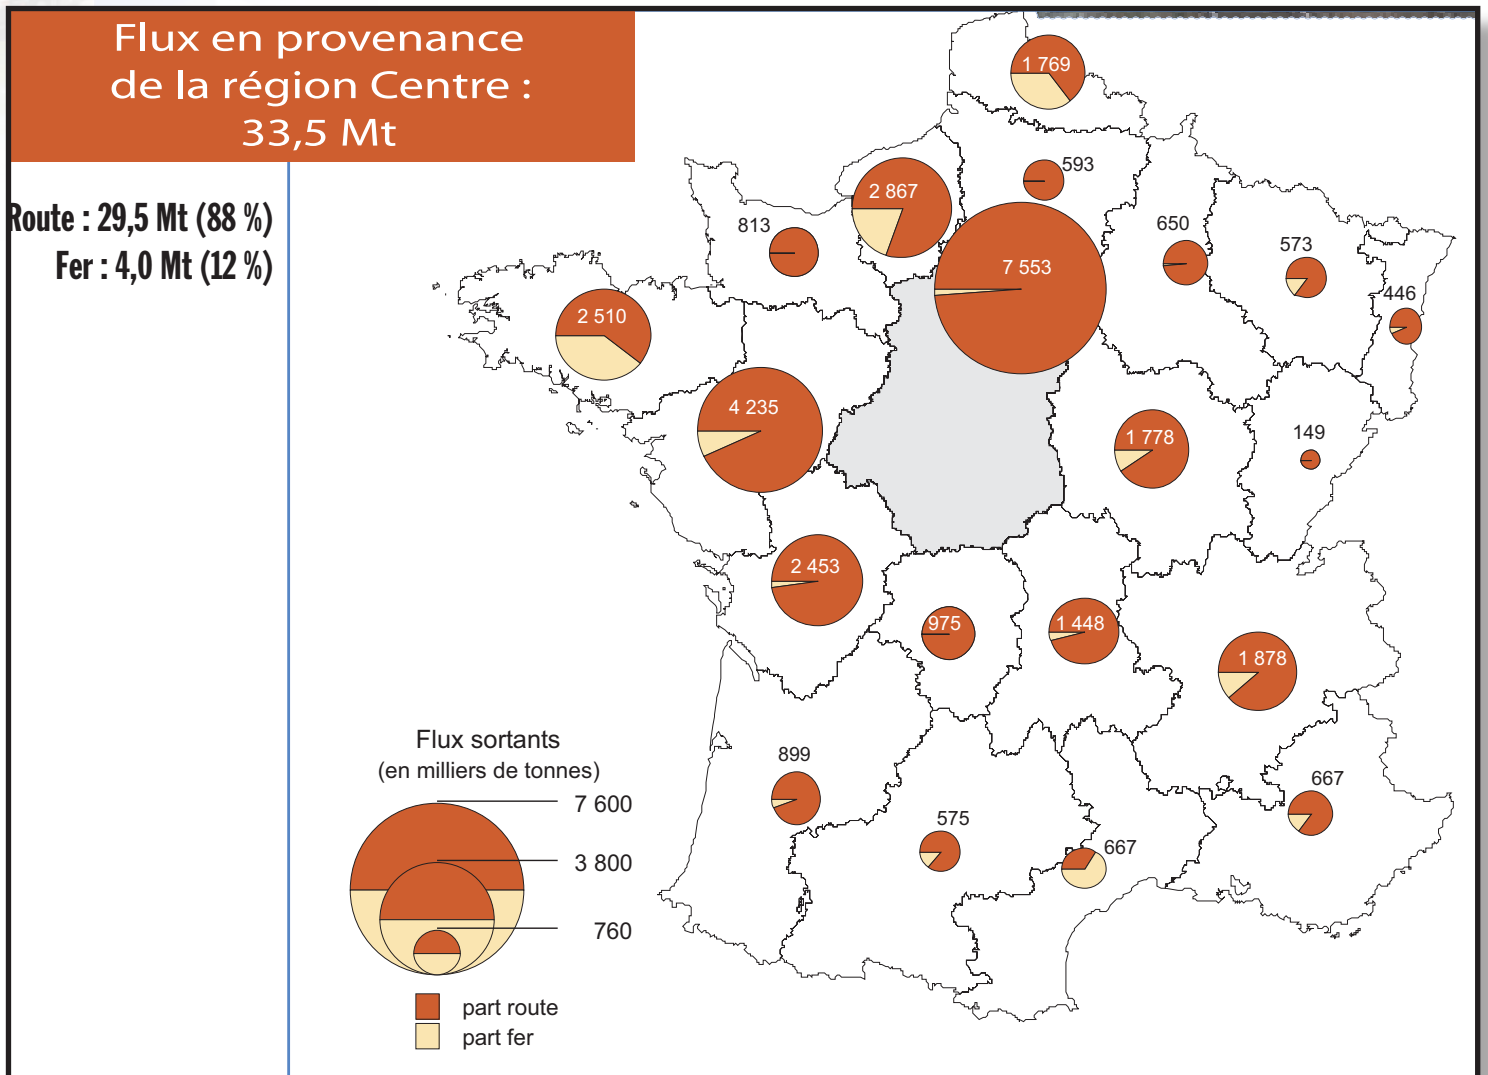 Flux en provenance
de la région Centre :
33,5 Mt
Route : 29,5 Mt (88 %)
Fer : 4,0 Mt (12 %)
1 769
593
2 867
813
650
573
7 553
446
2 510
4 235
1 778
149
2 453
975
1 448
1 878
899
667
575
667
Flux sortants
(en milliers de tonnes)
7 600
3 800
760
part route
part fer